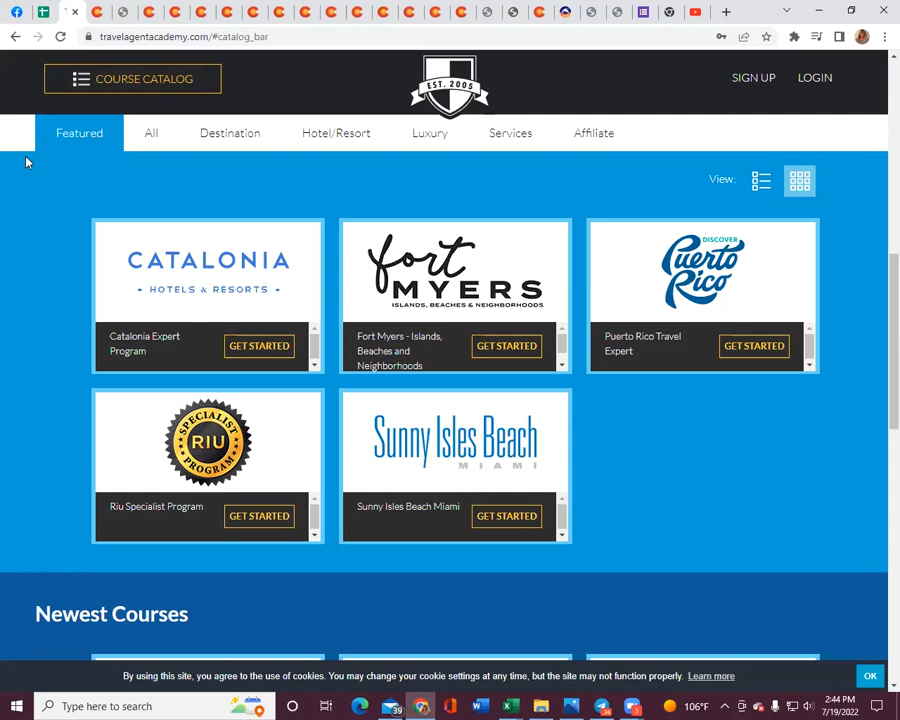 travelagentacademy.com/#catalog_bar
COURSE CATALOG
EST. 2005
SIGN UP
LOGIN
Featured
All
Destination
Hotel/Resort
Luxury
Services
Affiliate
View:
CATALONIA
• HOTELS & RESORTS •
Catalonia Expert
Program
GET STARTED
fort
MYERS
ISLANDS, BEACHES & NEIGHBORHOODS
Fort Myers - Islands,
Beaches and
Neighborhoods
GET STARTED
DISCOVER
Puerto
Rico
Puerto Rico Travel
Expert
GET STARTED
SPECIALIST
RIU
PROGRAM
Riu Specialist Program
GET STARTED
Sunny Isles Beach
MIAMI
Sunny Isles Beach Miami
GET STARTED
Newest Courses
By using this site, you agree to the use of cookies. You may change your cookie settings at any time, but the site may not function properly. Learn more
OK
Type here to search
39
3
106°F
2:44 PM
7/19/2022